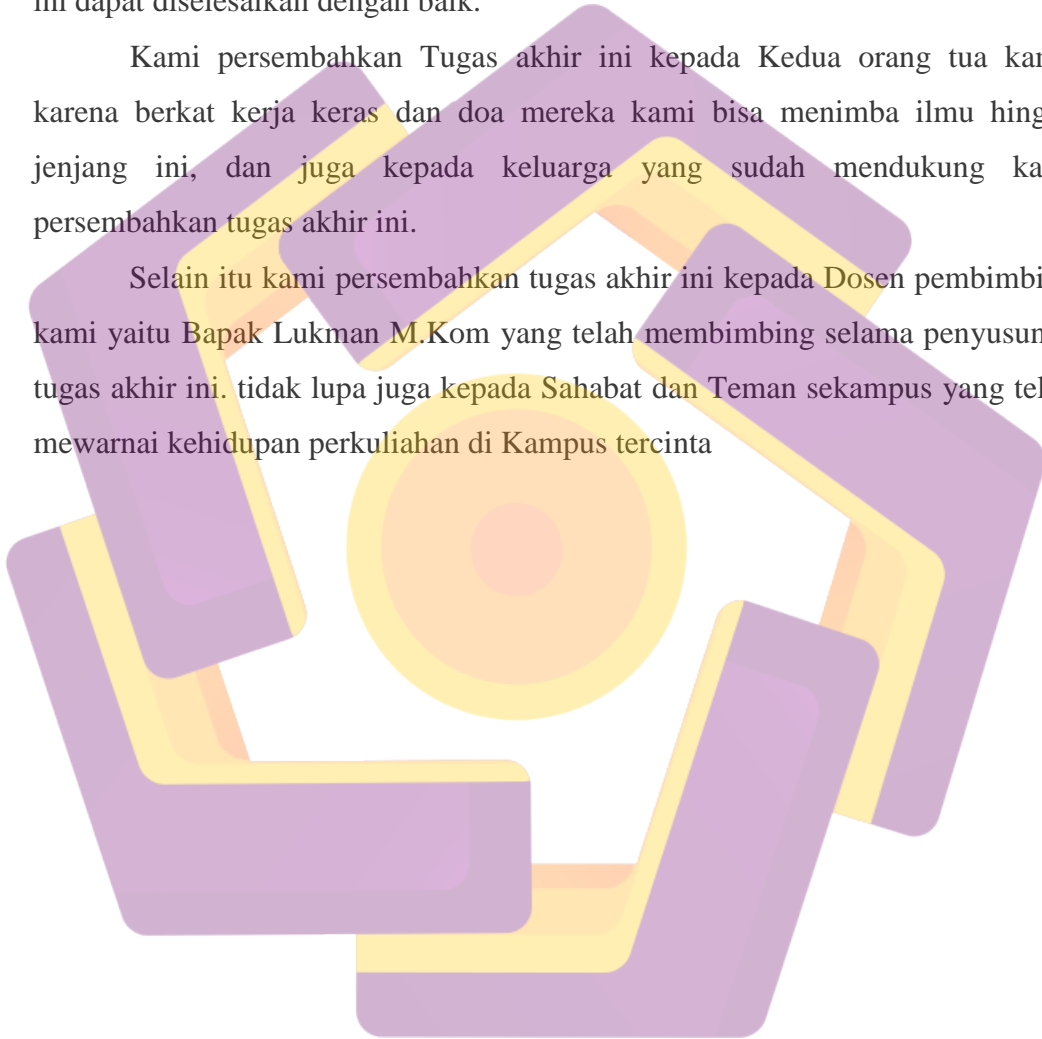 ini dapat diselesaikan dengan baik.
Kami persembahkan Tugas akhir ini kepada Kedua orang tua kam
karena berkat kerja keras dan doa mereka kami bisa menimba ilmu hing
jenjang ini, dan juga kepada keluarga yang sudah mendukung ka
persembahkan tugas akhir ini.
Selain itu kami persembahkan tugas akhir ini kepada Dosen pembimbi
kami yaitu Bapak Lukman M.Kom yang telah membimbing selama penyusun
tugas akhir ini. tidak lupa juga kepada Sahabat dan Teman sekampus yang tel
mewarnai kehidupan perkuliahan di Kampus tercinta